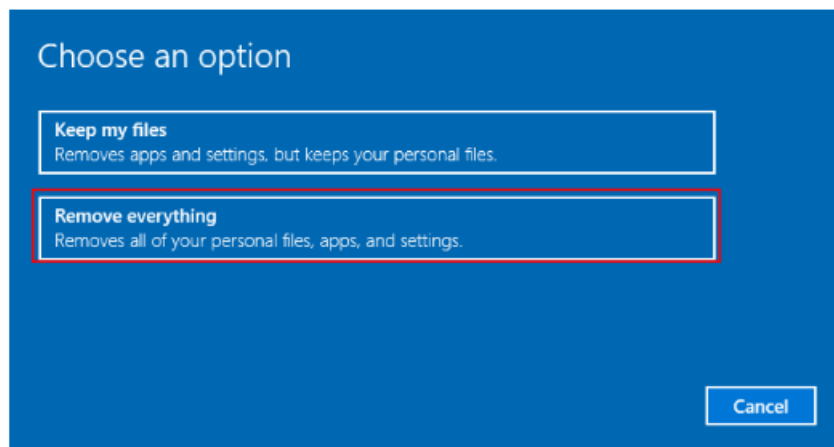 Choose an option
Keep my files
Removes apps and settings, but keeps your personal files.
Remove everything
Removes all of your personal files, apps, and settings.
Cancel